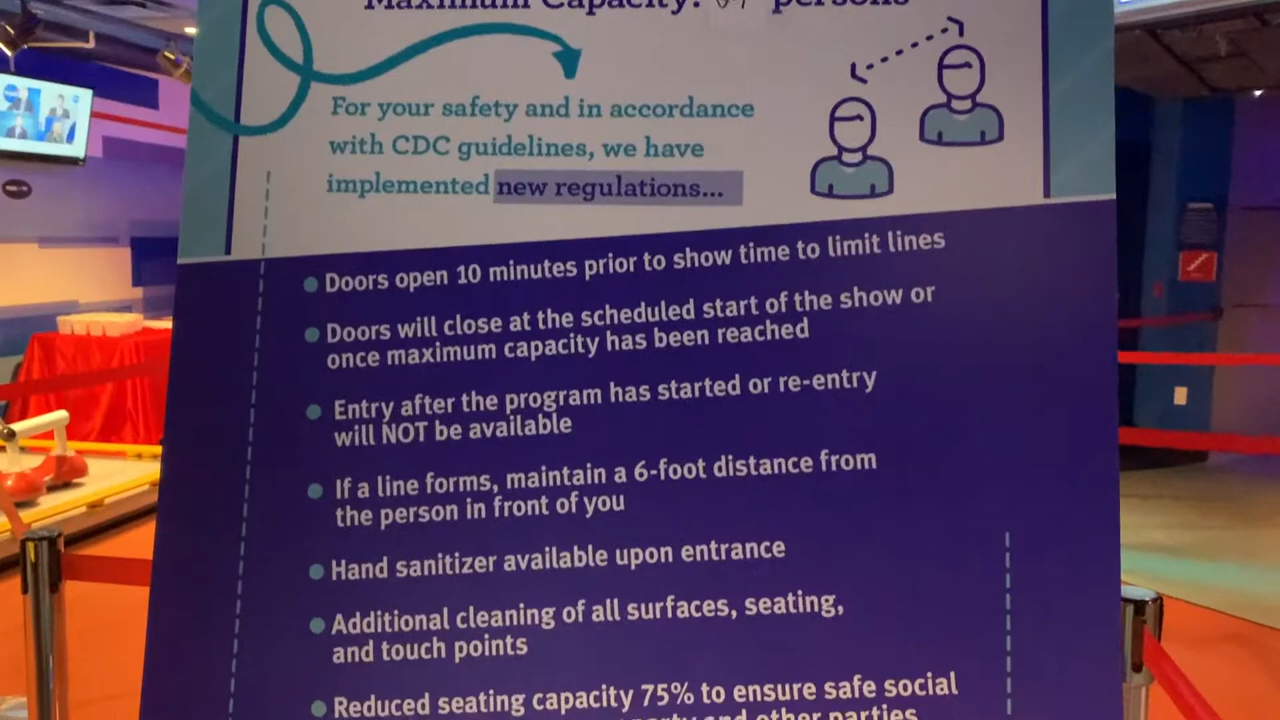 Maximum Capacity: persons
For your safety and in accordance
with CDC guidelines, we have
implemented new regulations...
Doors open 10 minutes prior to show time to limit lines
Doors will close at the scheduled start of the show or
once maximum capacity has been reached
Entry after the program has started or re-entry
will NOT be available
If a line forms, maintain a 6-foot distance from
the person in front of you
Hand sanitizer available upon entrance
Additional cleaning of all surfaces, seating,
and touch points
Reduced seating capacity 75% to ensure safe social
party and other parties